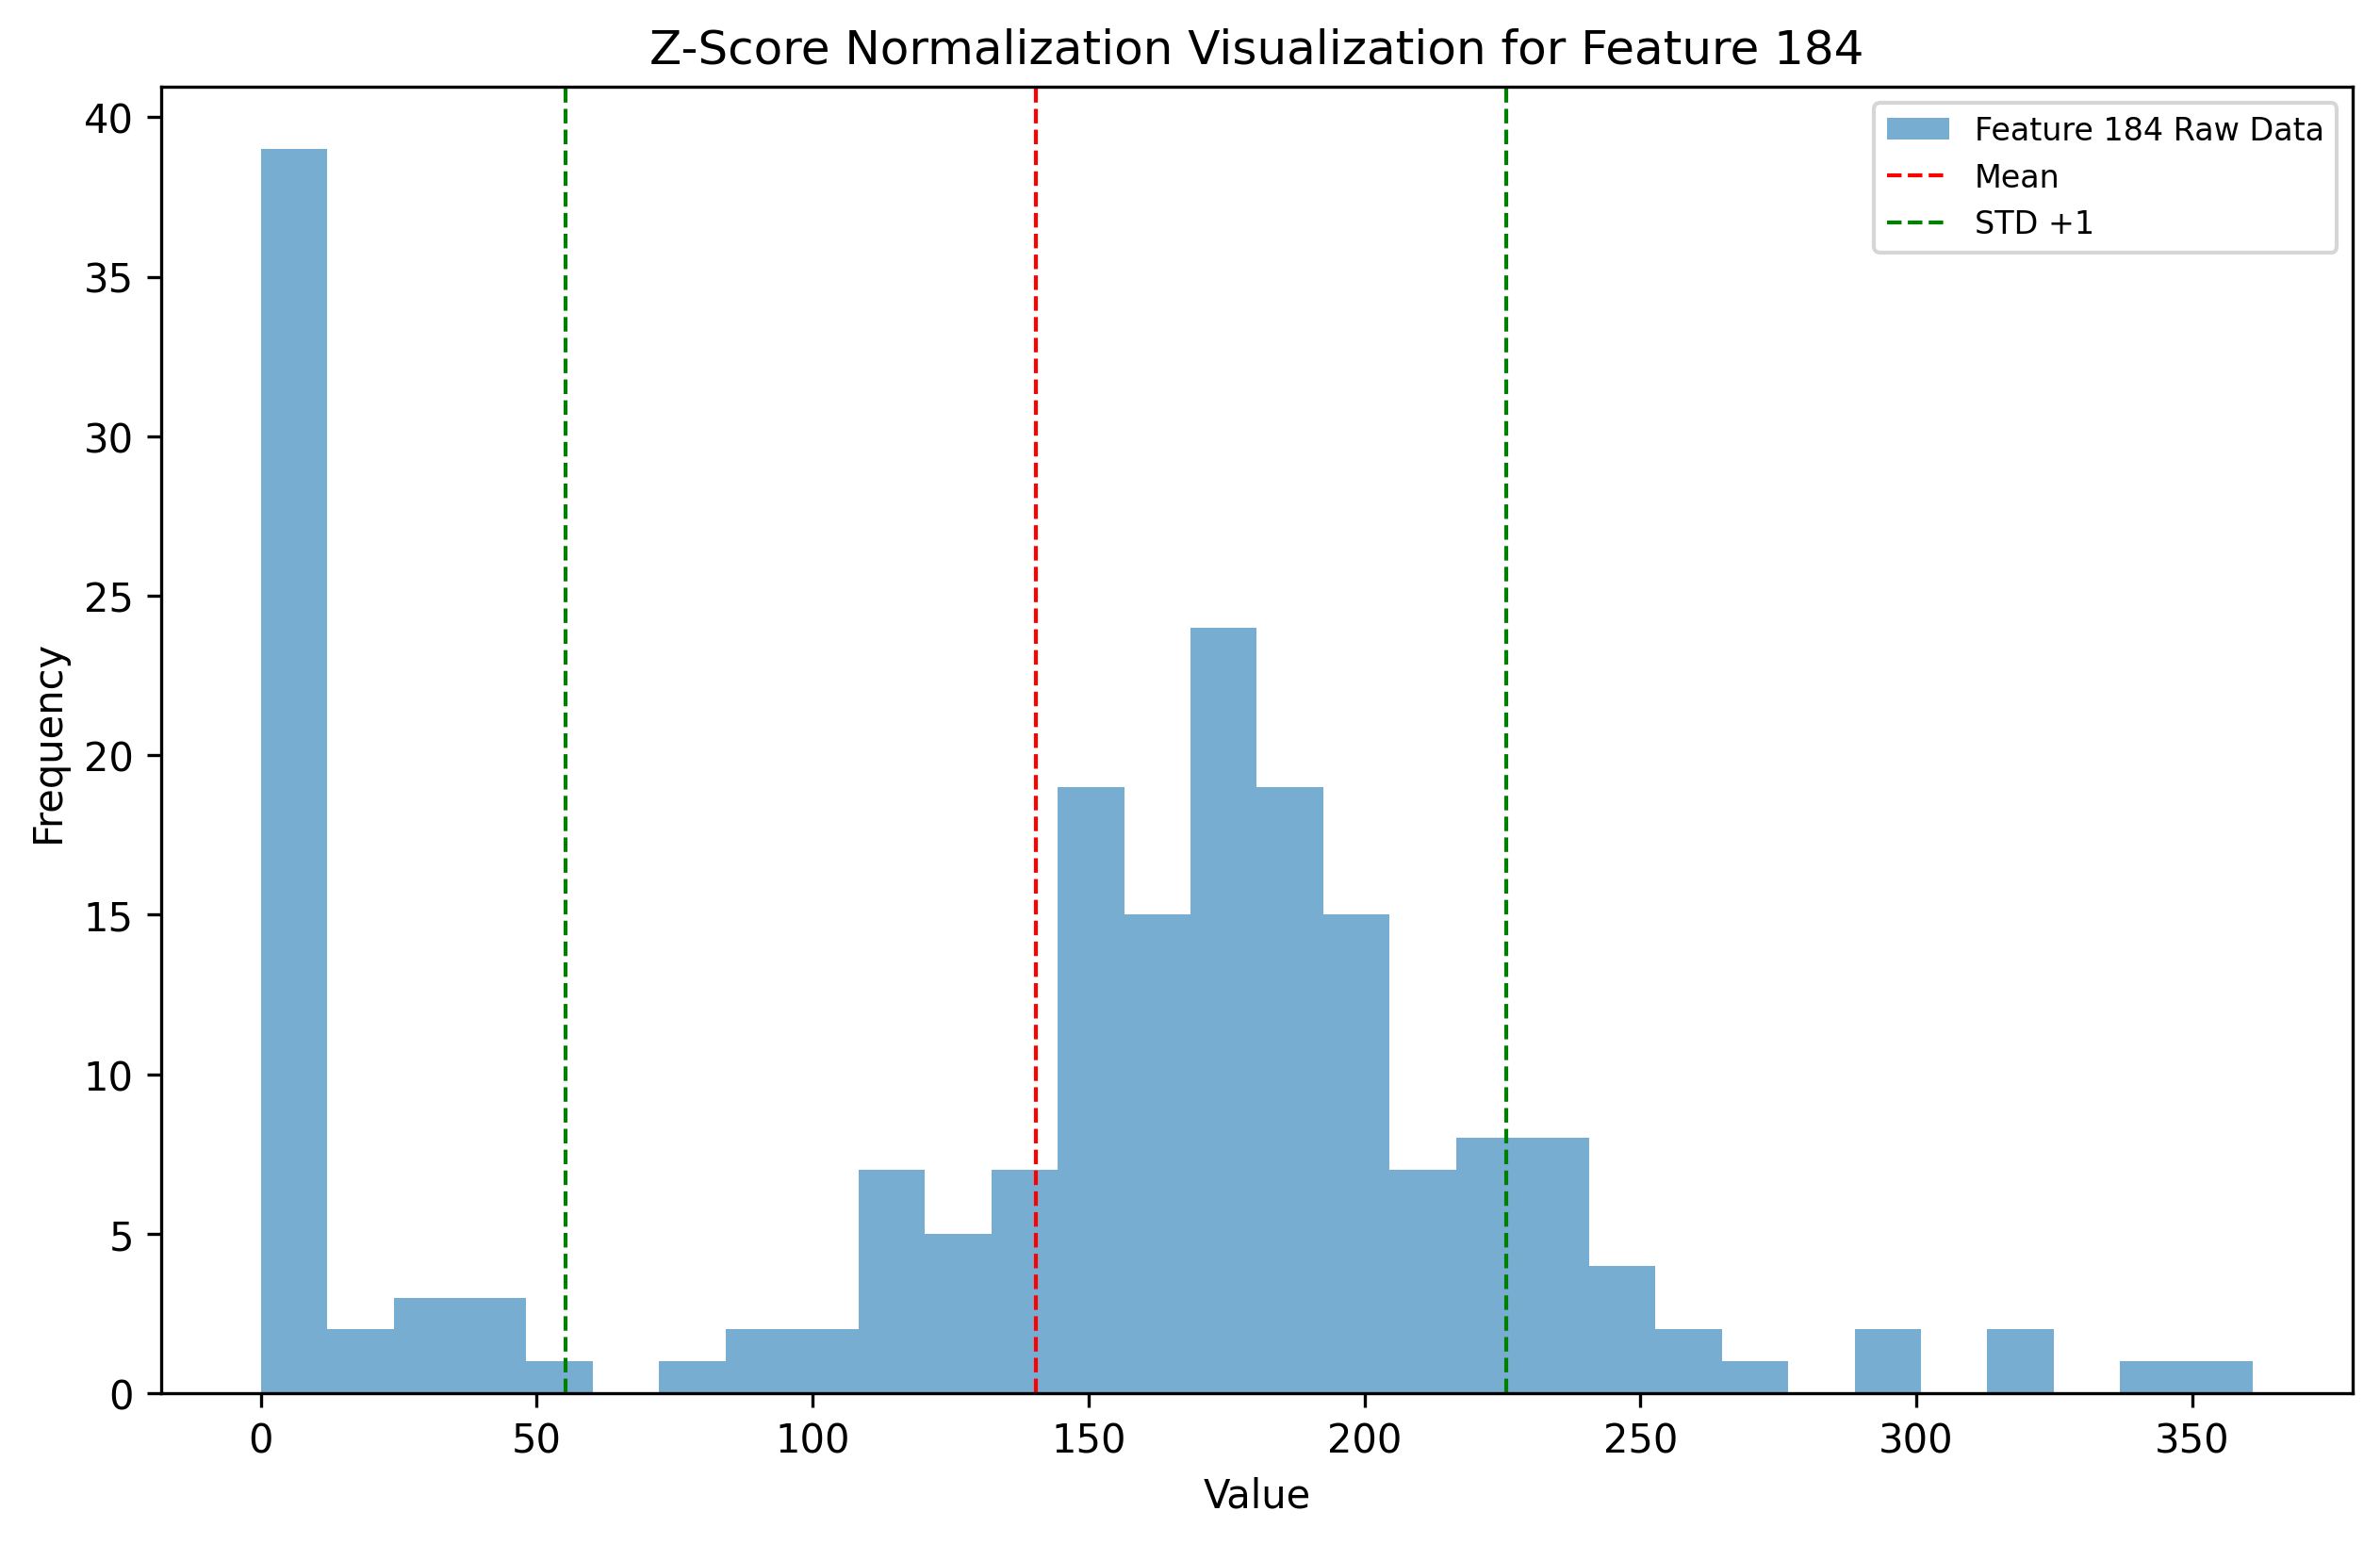 Z-Score Normalization Visualization for Feature 184
Feature 184 Raw Data
Mean
STD +1
Frequency
40
35
30
25
20
15
10
5
0
0 50 100 150 200 250 300 350
Value